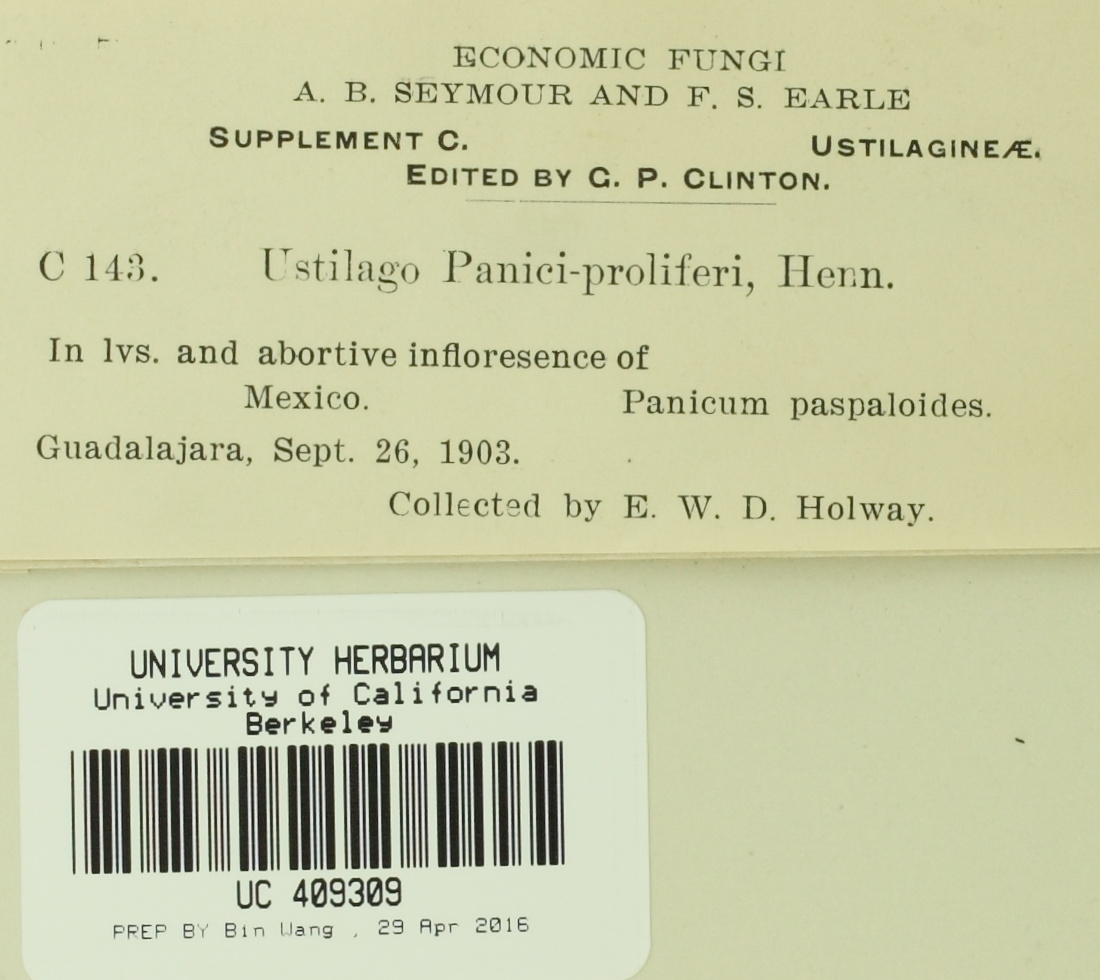 ECONOMIC FUNGI
A. B. SEYMOUR AND F. S. EARLE
SUPPLEMENT C. USTILAGINEÆ.
EDITED BY G. P. CLINTON.
C 143. Ustilago Panici-proliferi, Henn.
In lvs. and abortive infloresence of
Mexico. Panicum paspaloides.
Guadalajara, Sept. 26, 1903.
Collected by E. W. D. Holway.
UNIVERSITY HERBARIUM
University of California
Berkeley
UC 409309
PREP BY Bin Wang , 29 Apr 2016